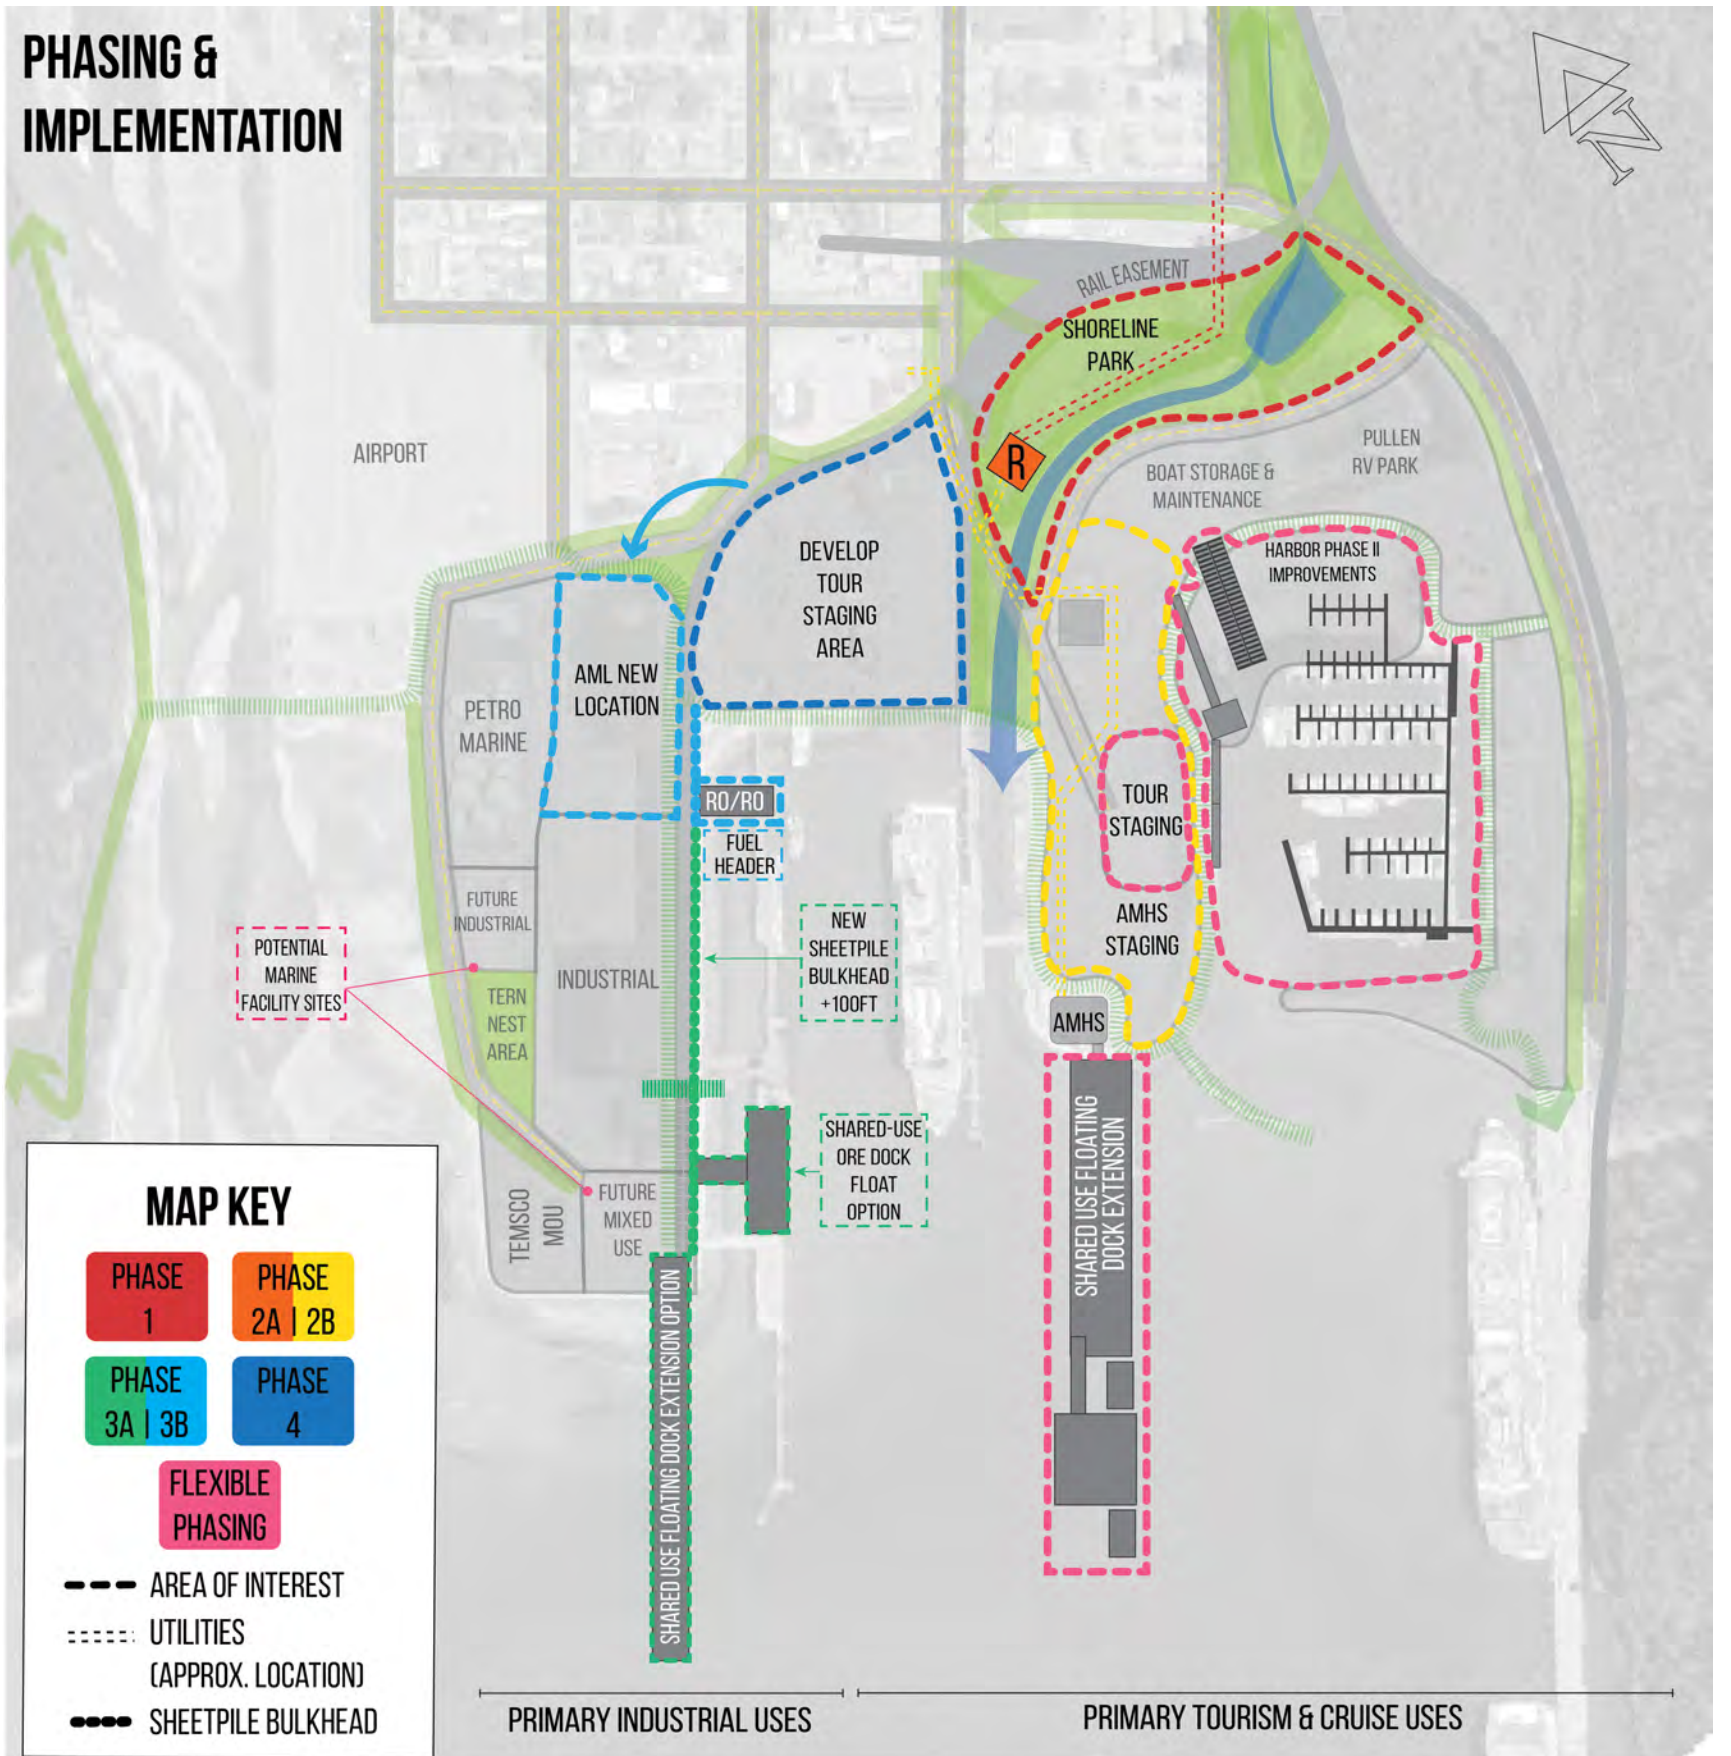 PHASING &
IMPLEMENTATION
N
RAIL EASEMENT
SHORELINE
PARK
R
AIRPORT
PULLEN
RV PARK
BOAT STORAGE &
MAINTENANCE
HARBOR PHASE II
IMPROVEMENTS
DEVELOP
TOUR
STAGING
AREA
AML NEW
LOCATION
PETRO
MARINE
RO/RO
FUEL
HEADER
TOUR
STAGING
AMHS
STAGING
FUTURE
INDUSTRIAL
NEW
SHEETPILE
BULKHEAD
+100FT
POTENTIAL
MARINE
FACILITY SITES
INDUSTRIAL
TERN
NEST
AREA
AMHS
SHARED-USE
ORE DOCK
FLOAT
OPTION
SHARED USE FLOATING
DOCK EXTENSION
TEMSCO
MOU
FUTURE
MIXED
USE
SHARED USE FLOATING DOCK EXTENSION OPTION
MAP KEY
PHASE
1
PHASE
2A | 2B
PHASE
3A | 3B
PHASE
4
FLEXIBLE
PHASING
AREA OF INTEREST
UTILITIES
(APPROX. LOCATION)
SHEETPILE BULKHEAD
PRIMARY INDUSTRIAL USES
PRIMARY TOURISM & CRUISE USES